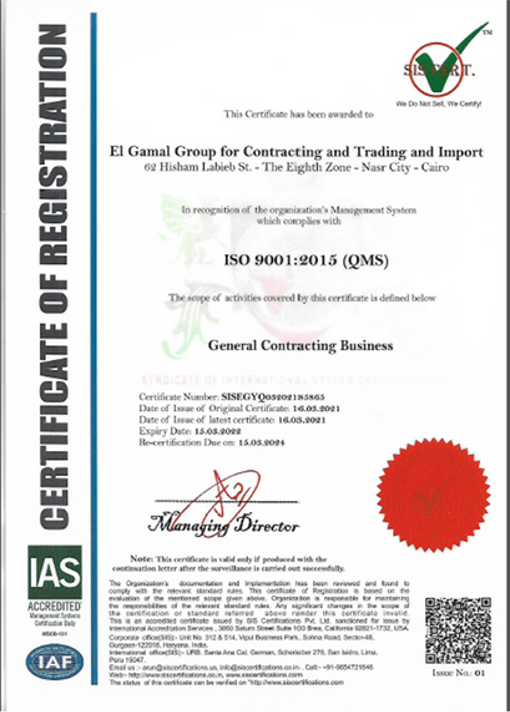 CERTIFICATE OF REGISTRATION
SIS CERT.
TM
We Do Not Sell, We Certify!
This Certificate has been awarded to
El Gamal Group for Contracting and Trading and Import
62 Hisham Labieb St. - The Eighth Zone - Nasr City - Cairo
In recognition of the organization's Management System
which complies with
ISO 9001:2015 (QMS)
The scope of activities covered by this certificate is defined below
General Contracting Business
SYNDICATE OF INTERNATIONAL SYSTEM
Certificate Number: SISEGYQ03202185865
Date of Issue of Original Certificate: 16.03.2021
Date of Issue of latest certificate: 16.03.2021
Expiry Date: 15.03.2022
Re-certification Due on: 15.03.2024
Managing Director
Note: This certificate is valid only if produced with the
continuation letter after the surveillance is carried out successfully.
The Organization's documentation and implementation has been reviewed and found to
comply with the relevant standard rules. This certificate of Registration is based on the
evaluation of the mentioned scope given above. Organization is responsible for maintaining
the responsibilities of the relevant standard rules. Any significant changes in the scope of
the certification or standard referred above render this certificate invalid.
This is an accredited certificate issued by SIS Certifications Pvt, Ltd. sanctioned for issue by
International Accreditation Services , 3060 Saturn Street Suite 100 Brea, California 92821-1732, USA.
Corporate office(SIS):- Unit No. 312 & 514, Vipul Business Park, Sohna Road, Sector-48,
Gurgaon-122018, Haryana, India.
International office(SIS):- URB. Santa Ana Cal. German, Scherioder 276, San Isidro, Lima,
Peru 15047.
Email us :- arun@siscertifications.us, info@siscertifications.co.in . Call:- +91-9654721646
Web:- http://www.siscertifications.co.in, www.siscertifications.com
The status of this certificate can be verified on "http://www.siscertifications.com
IAS
ACCREDITED
Management Systems
Certification Body
MSCB-131
IAF
Issue No.: 01